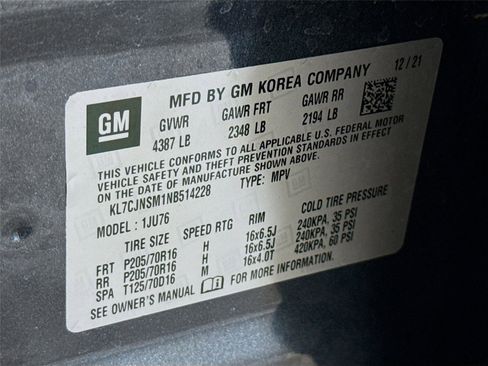 GM
MFD BY GM KOREA COMPANY 12/21
GVWR GAWR FRT GAWR RR
4387 LB 2348 LB 2194 LB
THIS VEHICLE CONFORMS TO ALL APPLICABLE U.S. FEDERAL MOTOR
VEHICLE SAFETY AND THEFT PREVENTION STANDARDS IN EFFECT ON
THE DATE OF MANUFACTURE SHOWN ABOVE.
KL7CJNSM1NB514228 TYPE: MPV
MODEL : 1JU76
TIRE SIZE SPEED RTG RIM COLD TIRE PRESSURE
FRT P205/70R16 H 16x6.5J 240KPA, 35 PSI
RR P205/70R16 H 16x6.5J 240KPA, 35 PSI
SPA T125/70D16 M 16x4.0T 420KPA, 60 PSI
SEE OWNER'S MANUAL FOR MORE INFORMATION.